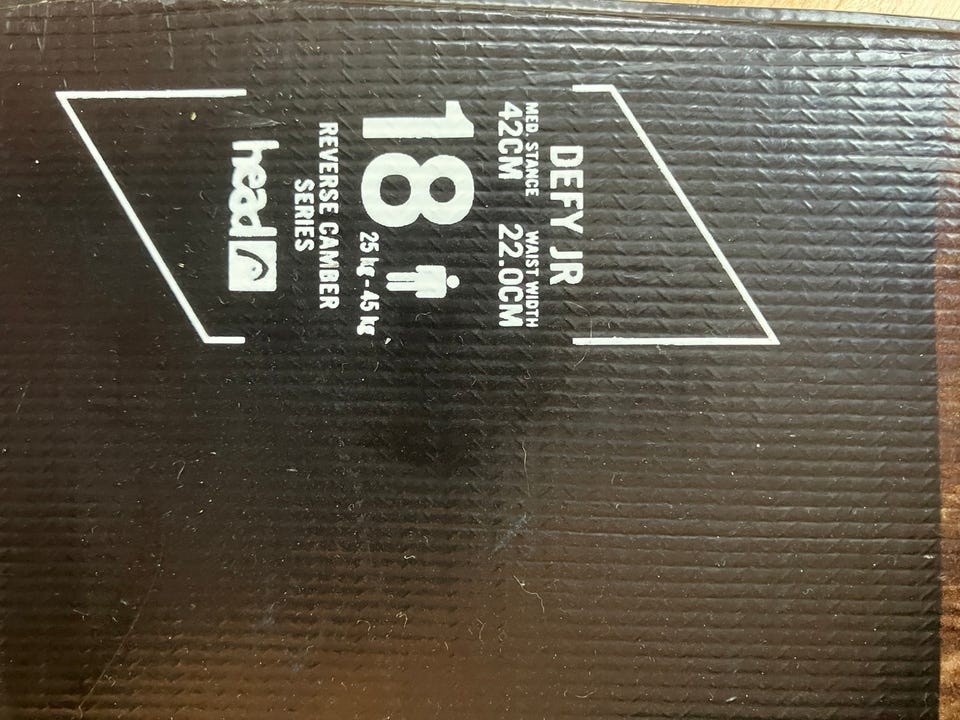 DEFY JR
MED. STANCE WAIST WIDTH
42CM 22.0CM
18
25 kg - 45 kg
REVERSE CAMBER
SERIES
head